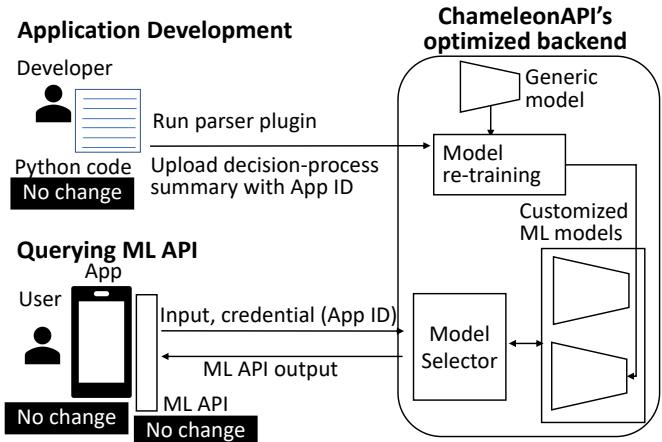 Application Development
Developer
Python code
No change
Run parser plugin
Upload decision-process
summary with App ID
ChameleonAPI's
optimized backend
Generic
model
Model
re-training
Customized
ML models
Querying ML API
App
User
Input, credential (App ID)
ML API output
Model
Selector
ML API
No change
No change